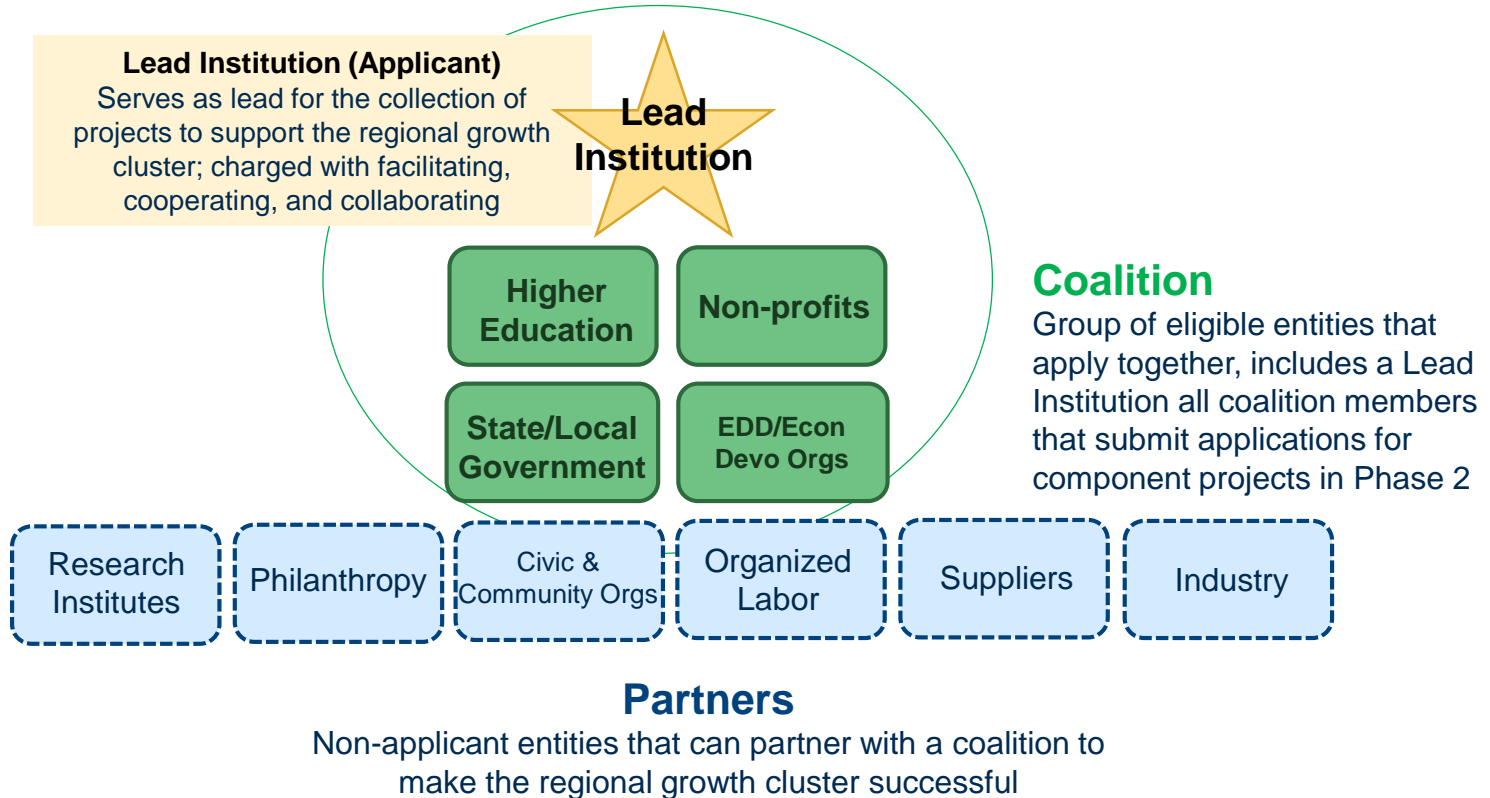 Lead Institution (Applicant)
Serves as lead for the collection of
projects to support the regional growth
cluster; charged with facilitating,
cooperating, and collaborating
Lead
Institution
Higher
Education
Non-profits
State/Local
Government
EDD/Econ
Devo Orgs
Coalition
Group of eligible entities that
apply together, includes a Lead
Institution all coalition members
that submit applications for
component projects in Phase 2
Research
Institutes
Philanthropy
Civic &
Community Orgs
Organized
Labor
Suppliers
Industry
Partners
Non-applicant entities that can partner with a coalition to
make the regional growth cluster successful